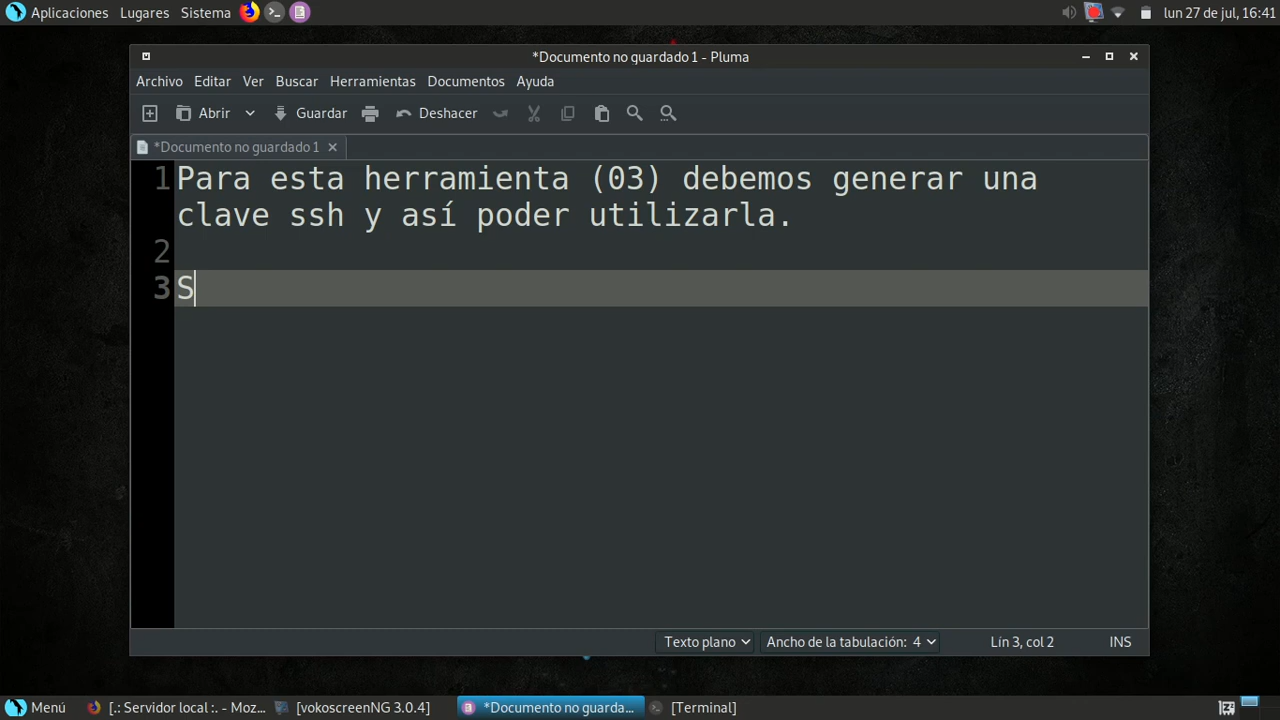 Aplicaciones Lugares Sistema lun 27 de jul, 16:41
*Documento no guardado 1 - Pluma
Archivo Editar Ver Buscar Herramientas Documentos Ayuda
Abrir Guardar Deshacer
*Documento no guardado 1
1 Para esta herramienta (03) debemos generar una
clave ssh y así poder utilizarla.
2
3 S
Texto plano Ancho de la tabulación: 4 Lín 3, col 2 INS
Menú [.: Servidor local :. - Moz... [vokoscreenNG 3.0.4] *Documento no guarda... [Terminal]